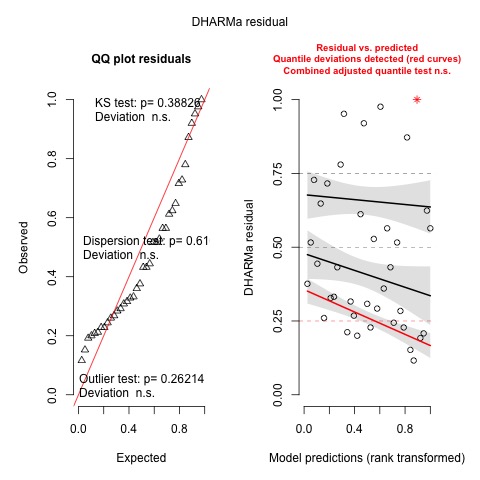 DHARMa residual
QQ plot residuals
KS test: p= 0.38826
Deviation n.s.
Dispersion test: p= 0.61
Deviation n.s.
Outlier test: p= 0.26214
Deviation n.s.
Observed
0.0
0.2
0.4
0.6
0.8
1.0
0.0
0.4
0.8
Expected
Residual vs. predicted
Quantile deviations detected (red curves)
Combined adjusted quantile test n.s.
DHARMa residual
0.00
0.25
0.50
0.75
1.00
0.0
0.4
0.8
Model predictions (rank transformed)